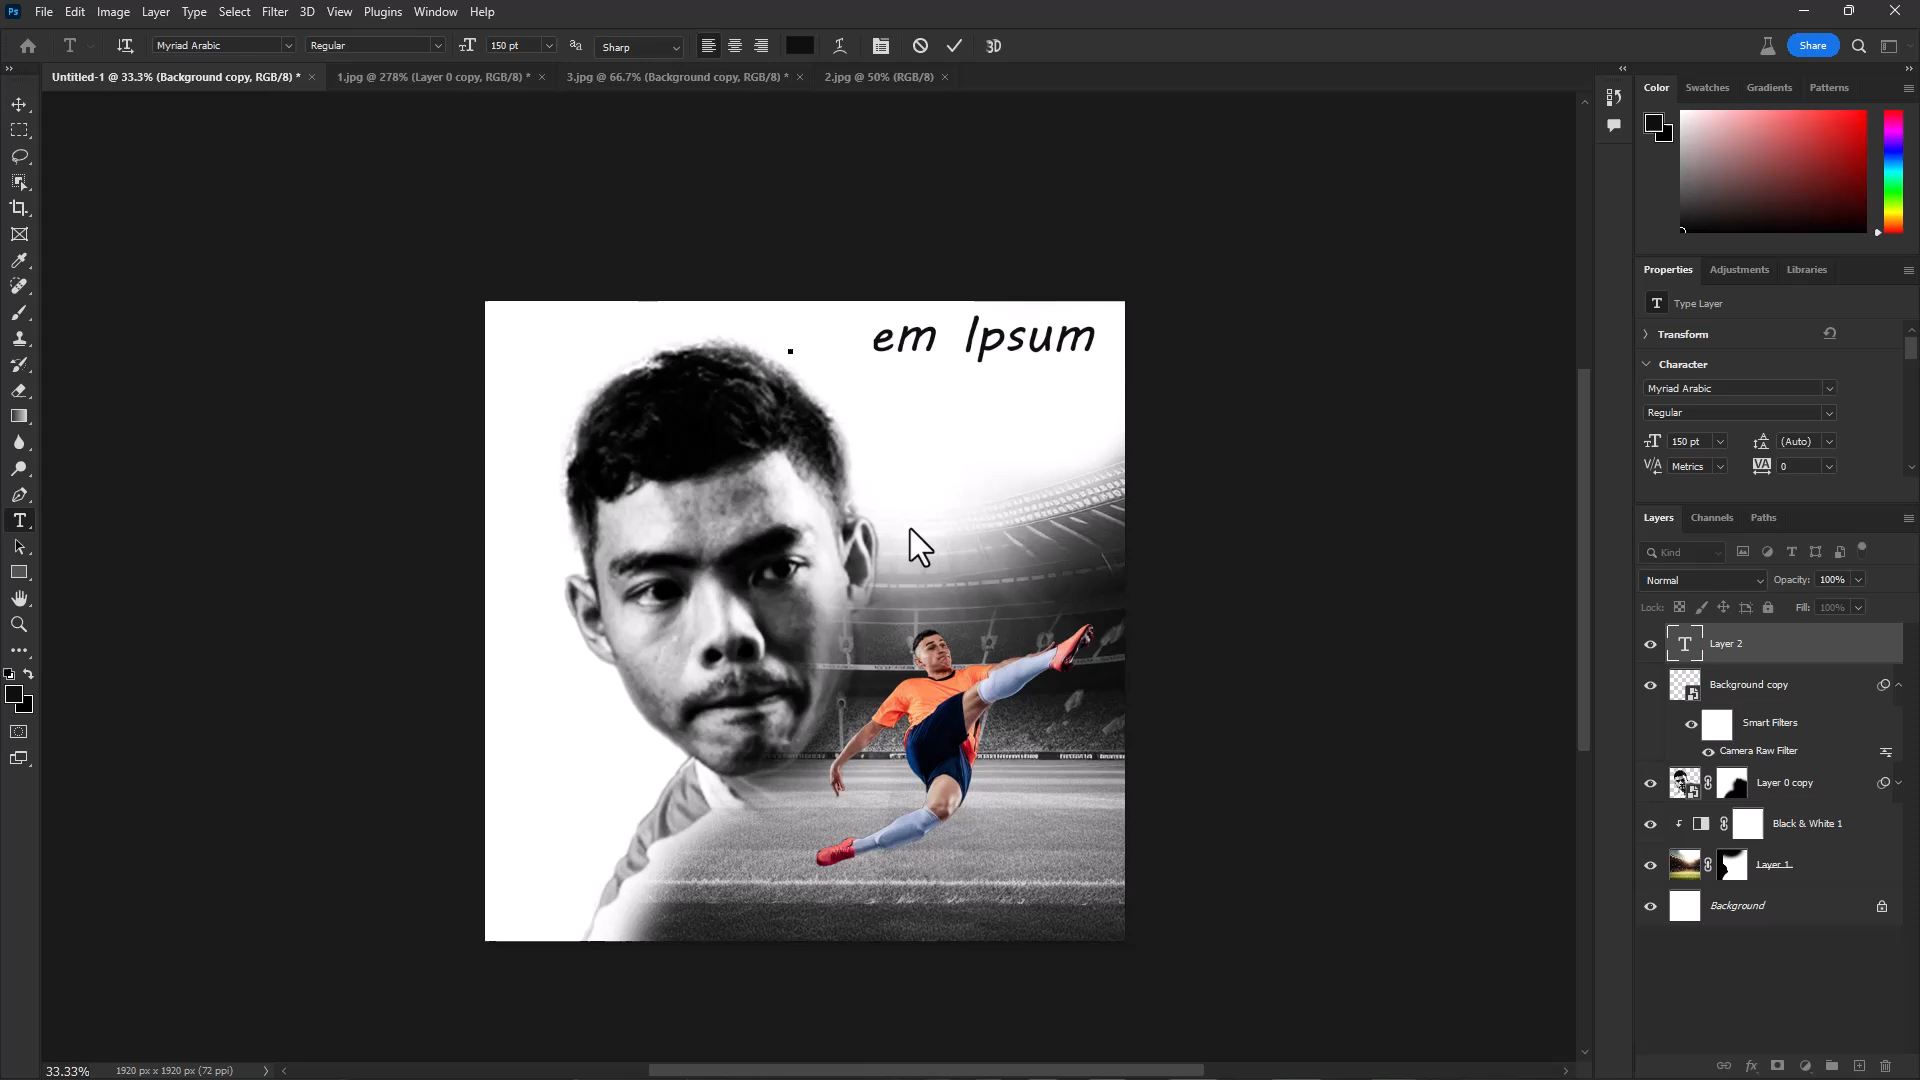 Ps File Edit Image Layer Type Select Filter 3D View Plugins Window Help
T Myriad Arabic Regular 150 pt Sharp 3D Share
Untitled-1 @ 33.3% (Background copy, RGB/8) * 1.jpg @ 278% (Layer 0 copy, RGB/8) * 3.jpg @ 66.7% (Background copy, RGB/8) * 2.jpg @ 50% (RGB/8)
Color Swatches Gradients Patterns
Properties Adjustments Libraries
T Type Layer
Transform
em Ipsum
Character
Myriad Arabic
Regular
150 pt (Auto)
Metrics 0
Layers Channels Paths
Kind
Normal Opacity: 100%
Lock: Fill: 100%
T Layer 2
Background copy
Smart Filters
Camera Raw Filter
Layer 0 copy
Black & White 1
Layer 1
Background
33.33% 1920 px x 1920 px (72 ppi)